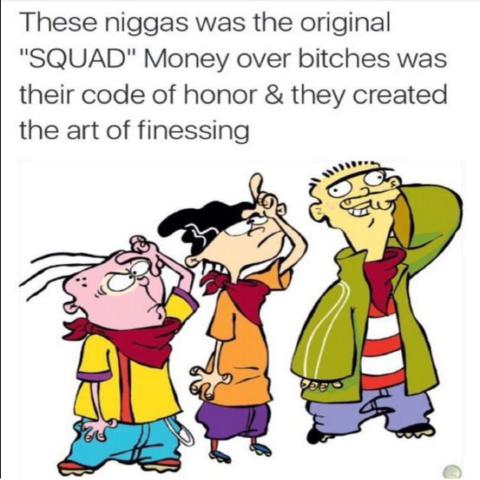 These niggas was the original
"SQUAD" Money over bitches was
their code of honor & they created
the art of finessing